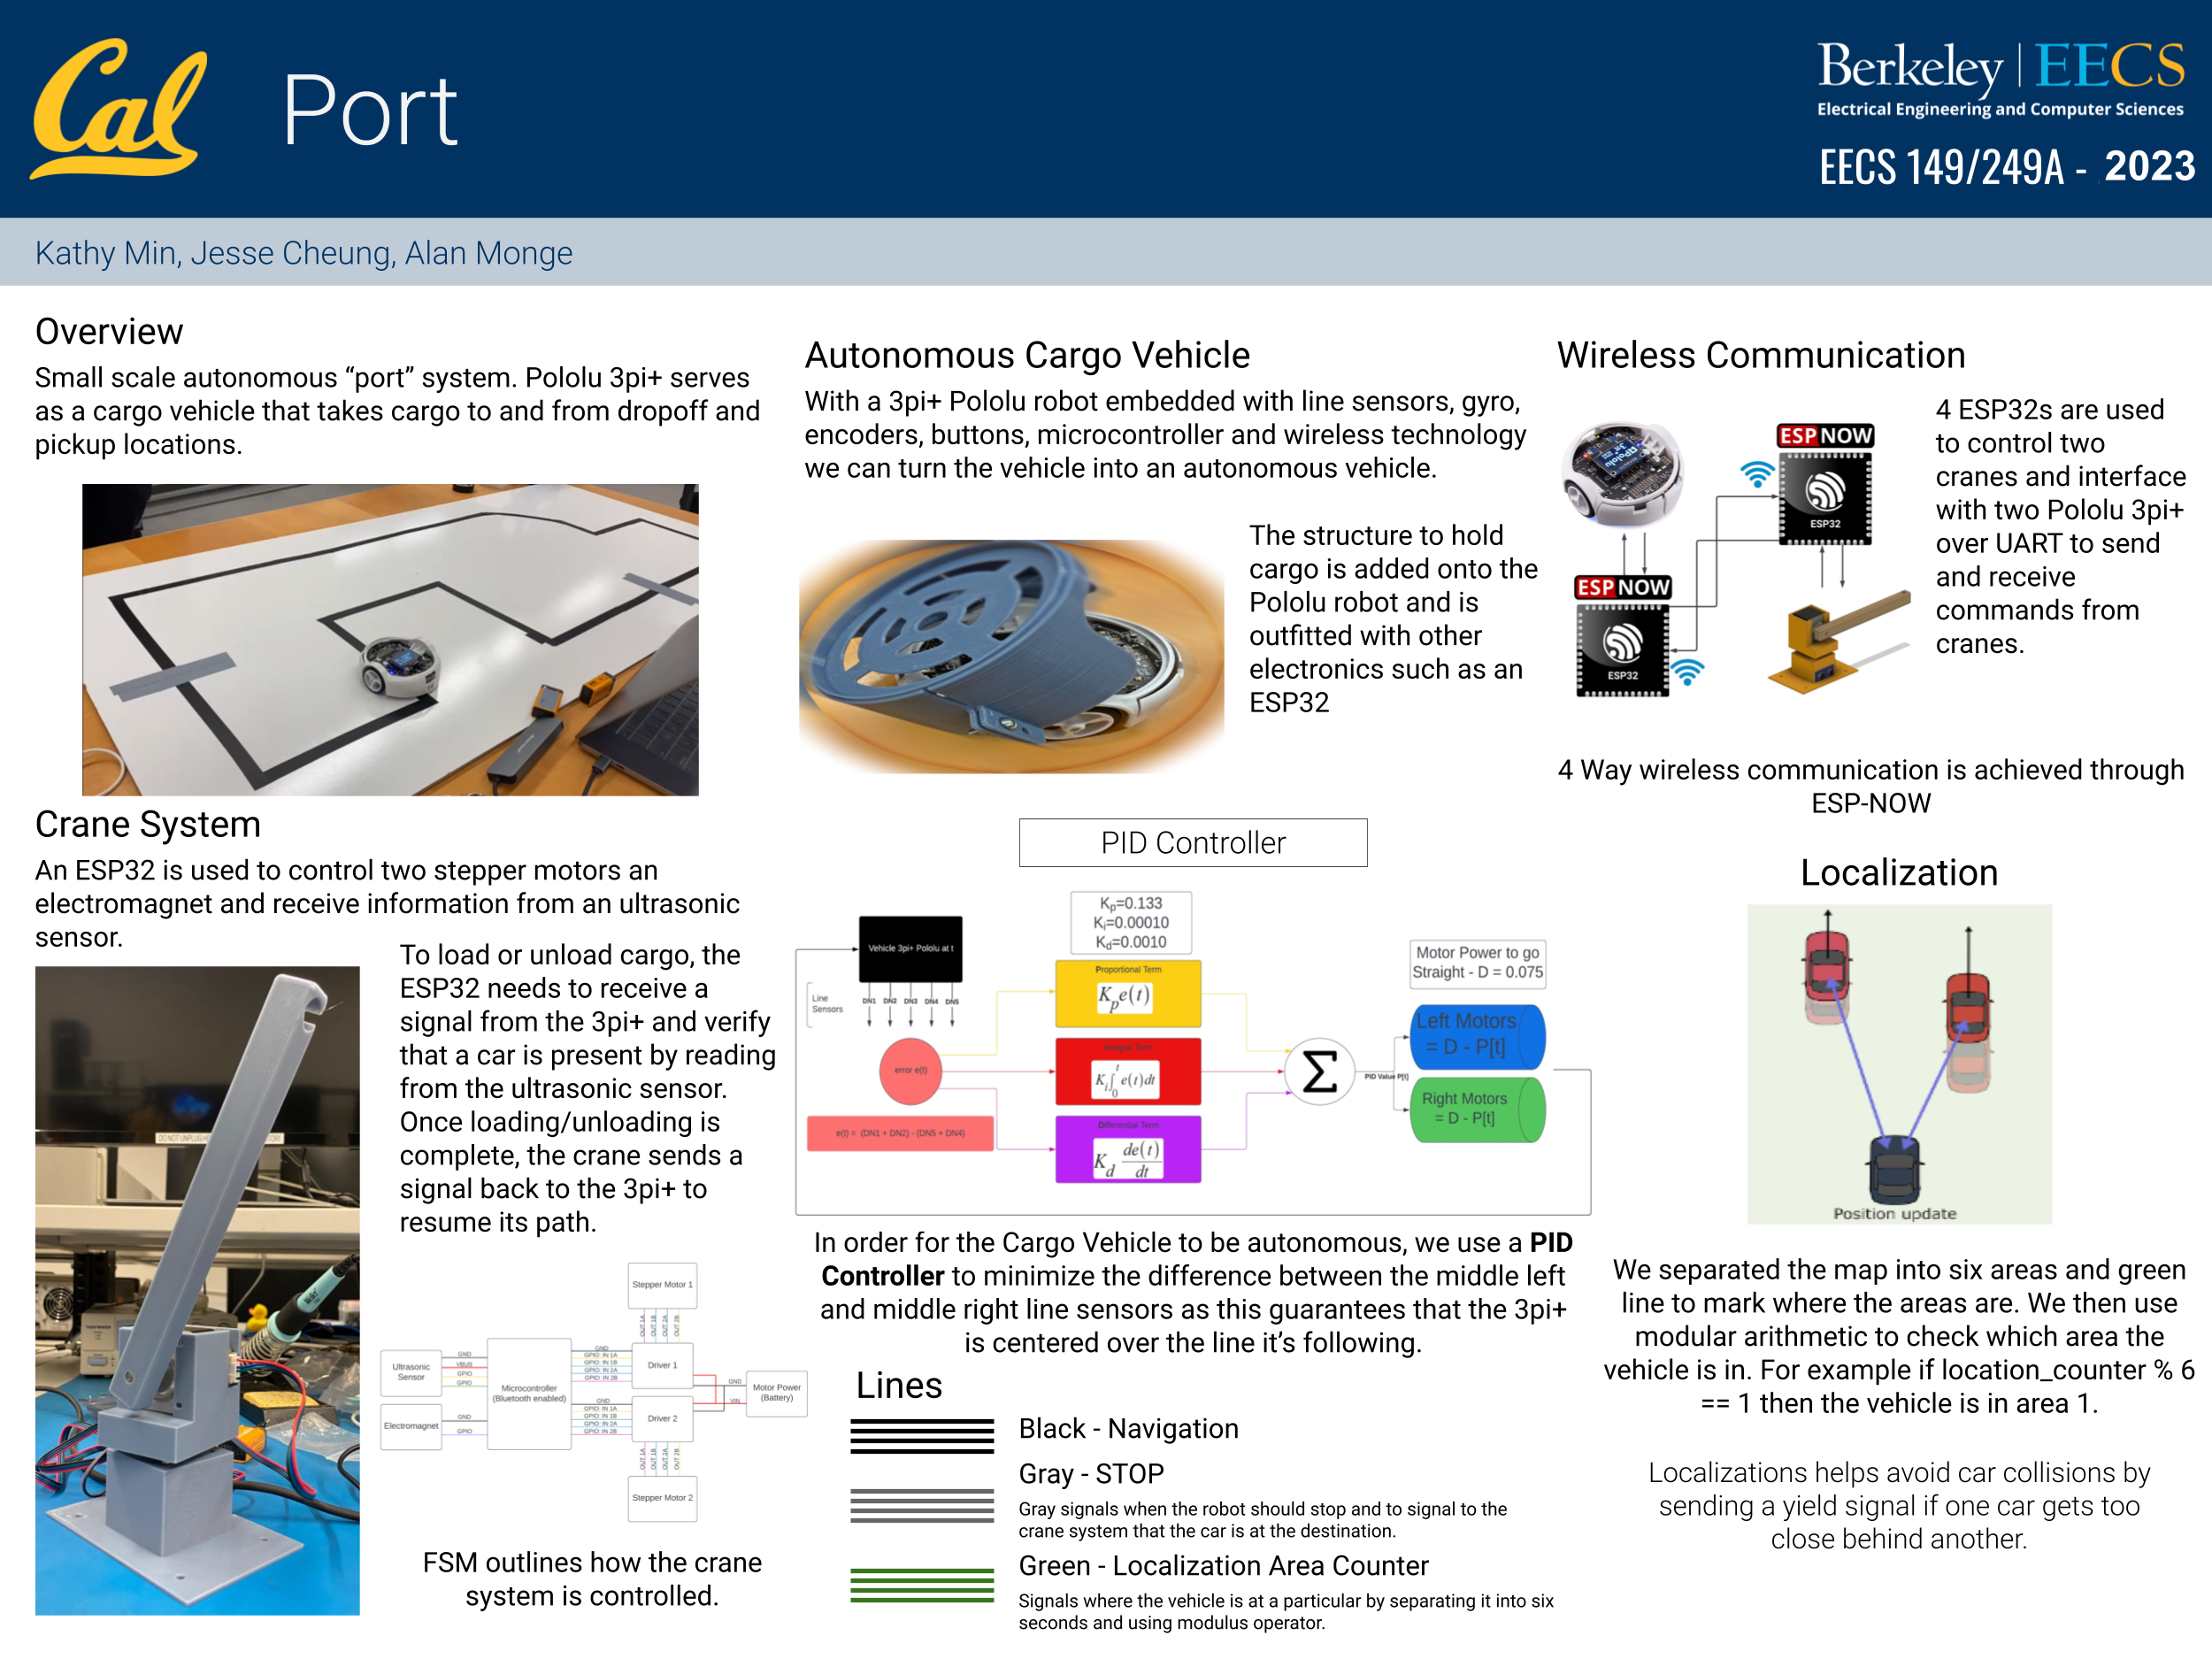 Cal
Port
Berkeley | EECS
Electrical Engineering and Computer Sciences
EECS 149/249A - 2023
Kathy Min, Jesse Cheung, Alan Monge
Overview
Small scale autonomous “port” system. Pololu 3pi+ serves
as a cargo vehicle that takes cargo to and from dropoff and
pickup locations.
Crane System
An ESP32 is used to control two stepper motors an
electromagnet and receive information from an ultrasonic
sensor.
To load or unload cargo, the
ESP32 needs to receive a
signal from the 3pi+ and verify
that a car is present by reading
from the ultrasonic sensor.
Once loading/unloading is
complete, the crane sends a
signal back to the 3pi+ to
resume its path.
Stepper Motor 1
OUT 1A
OUT 1B
OUT 2A
OUT 2B
Ultrasonic
Sensor
GND
VBUS
GPIO
GPIO
Electromagnet
GND
GPIO
Microcontroller
(Bluetooth enabled)
GND
GPIO: IN 1A
GPIO: IN 1B
GPIO: IN 2A
GPIO: IN 2B
Driver 1
GND
GPIO: IN 1A
GPIO: IN 1B
GPIO: IN 2A
GPIO: IN 2B
Driver 2
GND
VIN
Motor Power
(Battery)
OUT 1A
OUT 1B
OUT 2A
OUT 2B
Stepper Motor 2
FSM outlines how the crane
system is controlled.
Autonomous Cargo Vehicle
With a 3pi+ Pololu robot embedded with line sensors, gyro,
encoders, buttons, microcontroller and wireless technology
we can turn the vehicle into an autonomous vehicle.
The structure to hold
cargo is added onto the
Pololu robot and is
outfitted with other
electronics such as an
ESP32
PID Controller
Kp=0.133
Ki=0.00010
Kd=0.0010
Vehicle 3pi+ Pololu at t
Line
Sensors
DN1 DN2 DN3 DN4 DN5
error e(t)
e(t) = (DN1 + DN2) - (DN5 + DN4)
Proportional Term
K_p e(t)
Integral Term
K_i ∫_0^t e(t)dt
Differential Term
K_d de(t)/dt
Σ
PID Value P[t]
Motor Power to go
Straight - D = 0.075
Left Motors
= D - P[t]
Right Motors
= D - P[t]
In order for the Cargo Vehicle to be autonomous, we use a PID
Controller to minimize the difference between the middle left
and middle right line sensors as this guarantees that the 3pi+
is centered over the line it’s following.
Lines
Black - Navigation
Gray - STOP
Gray signals when the robot should stop and to signal to the
crane system that the car is at the destination.
Green - Localization Area Counter
Signals where the vehicle is at a particular by separating it into six
seconds and using modulus operator.
Wireless Communication
ESPNOW
ESP32
ESPNOW
ESP32
Pololu
4 ESP32s are used
to control two
cranes and interface
with two Pololu 3pi+
over UART to send
and receive
commands from
cranes.
4 Way wireless communication is achieved through
ESP-NOW
Localization
Position update
We separated the map into six areas and green
line to mark where the areas are. We then use
modular arithmetic to check which area the
vehicle is in. For example if location_counter % 6
== 1 then the vehicle is in area 1.
Localizations helps avoid car collisions by
sending a yield signal if one car gets too
close behind another.